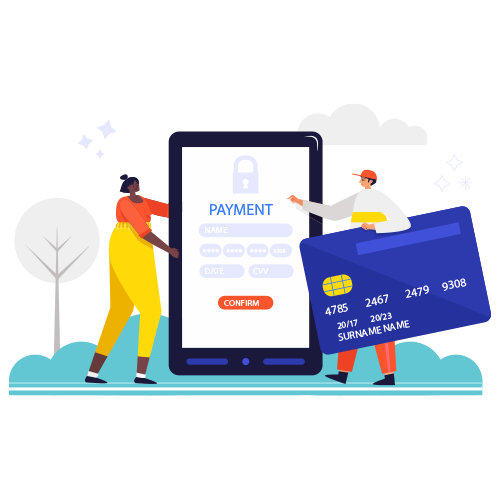 PAYMENT
NAME
**** **** ****
DATE CVV
CONFIRM
4785 2467 2479 9308
20/17 20/23
SURNAME NAME